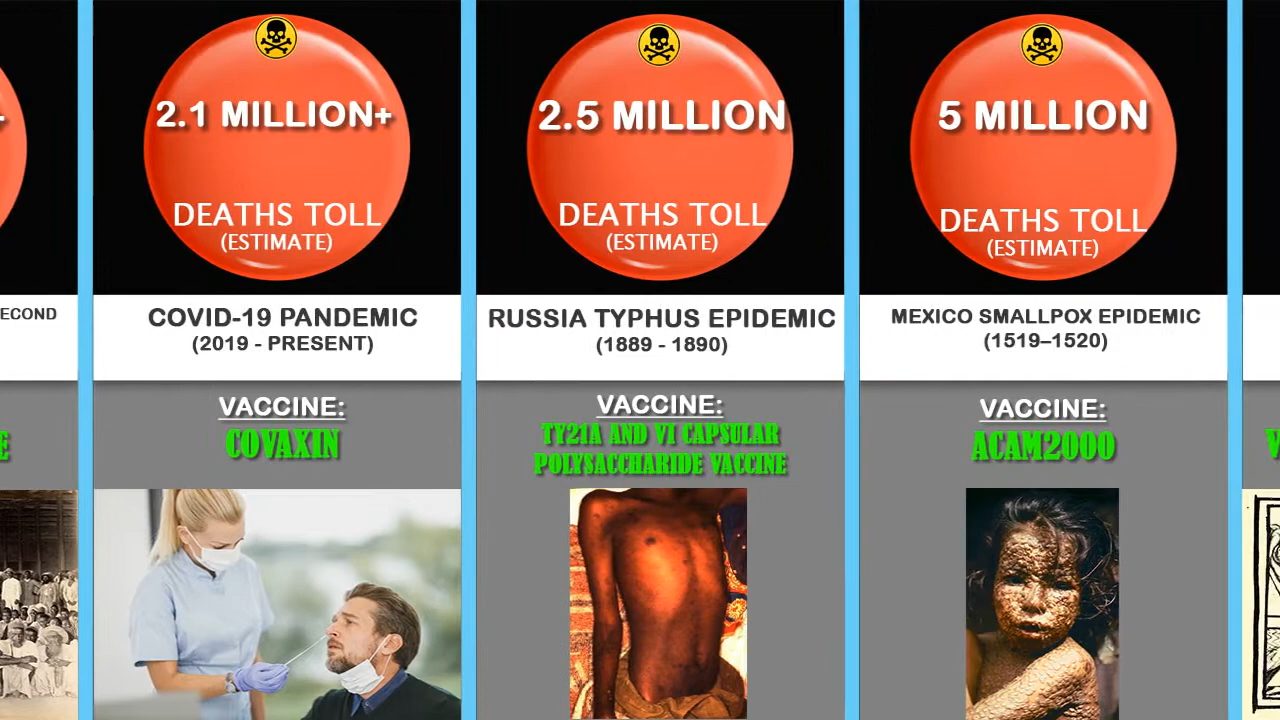 2.1 MILLION+
DEATHS TOLL
(ESTIMATE)
COVID-19 PANDEMIC
(2019 - PRESENT)
VACCINE:
COVAXIN
2.5 MILLION
DEATHS TOLL
(ESTIMATE)
RUSSIA TYPHUS EPIDEMIC
(1889 - 1890)
VACCINE:
TY21A AND VI CAPSULAR
POLYSACCHARIDE VACCINE
5 MILLION
DEATHS TOLL
(ESTIMATE)
MEXICO SMALLPOX EPIDEMIC
(1519–1520)
VACCINE:
ACAM2000